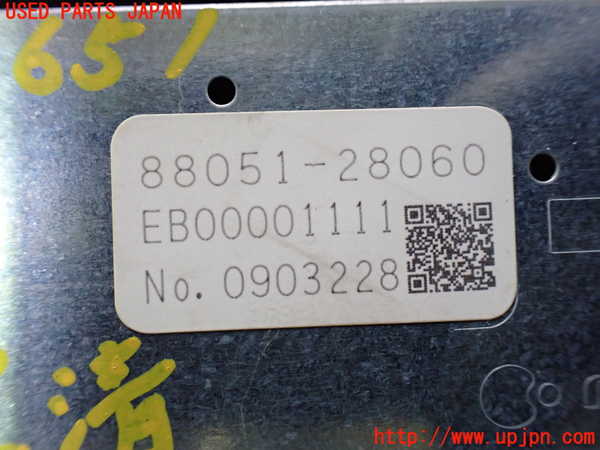 USED PARTS JAPAN
651
88051-28060
EB00001111
No. 0903228
済
http://www.upjpn.com/